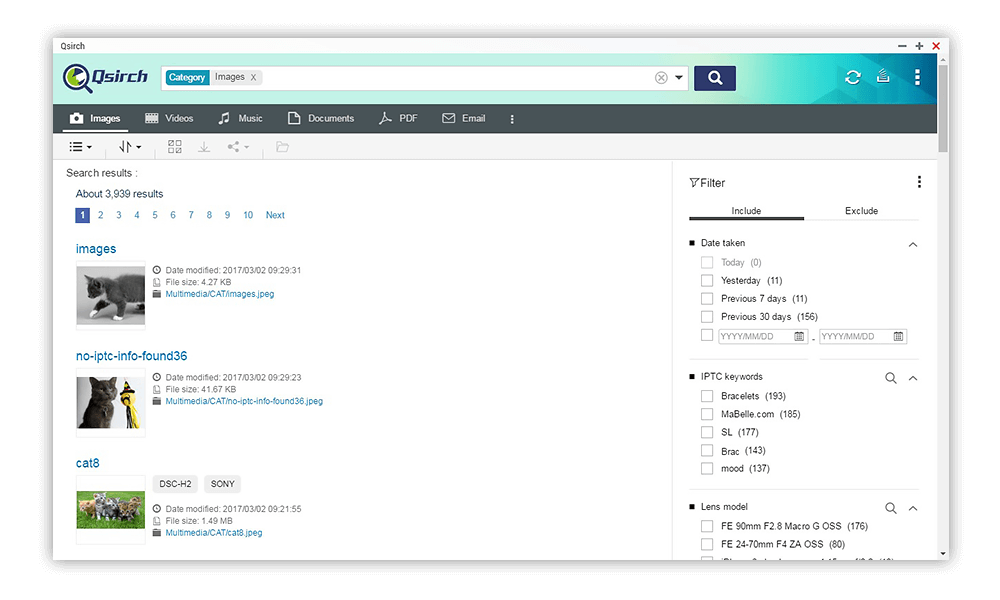 Qsirch
Qsirch
Category Images X
Images Videos Music Documents PDF Email
Search results :
About 3,939 results
1 2 3 4 5 6 7 8 9 10 Next
images
Date modified: 2017/03/02 09:29:31
File size: 4.27 KB
Multimedia/CAT/images.jpeg
no-iptc-info-found36
Date modified: 2017/03/02 09:29:23
File size: 41.67 KB
Multimedia/CAT/no-iptc-info-found36.jpeg
cat8
DSC-H2 SONY
Date modified: 2017/03/02 09:21:55
File size: 1.49 MB
Multimedia/CAT/cat8.jpeg
Filter
Include Exclude
Date taken
Today (0)
Yesterday (11)
Previous 7 days (11)
Previous 30 days (156)
YYYY/MM/DD - YYYY/MM/DD
IPTC keywords
Bracelets (193)
MaBelle.com (185)
SL (177)
Brac (143)
mood (137)
Lens model
FE 90mm F2.8 Macro G OSS (176)
FE 24-70mm F4 ZA OSS (80)